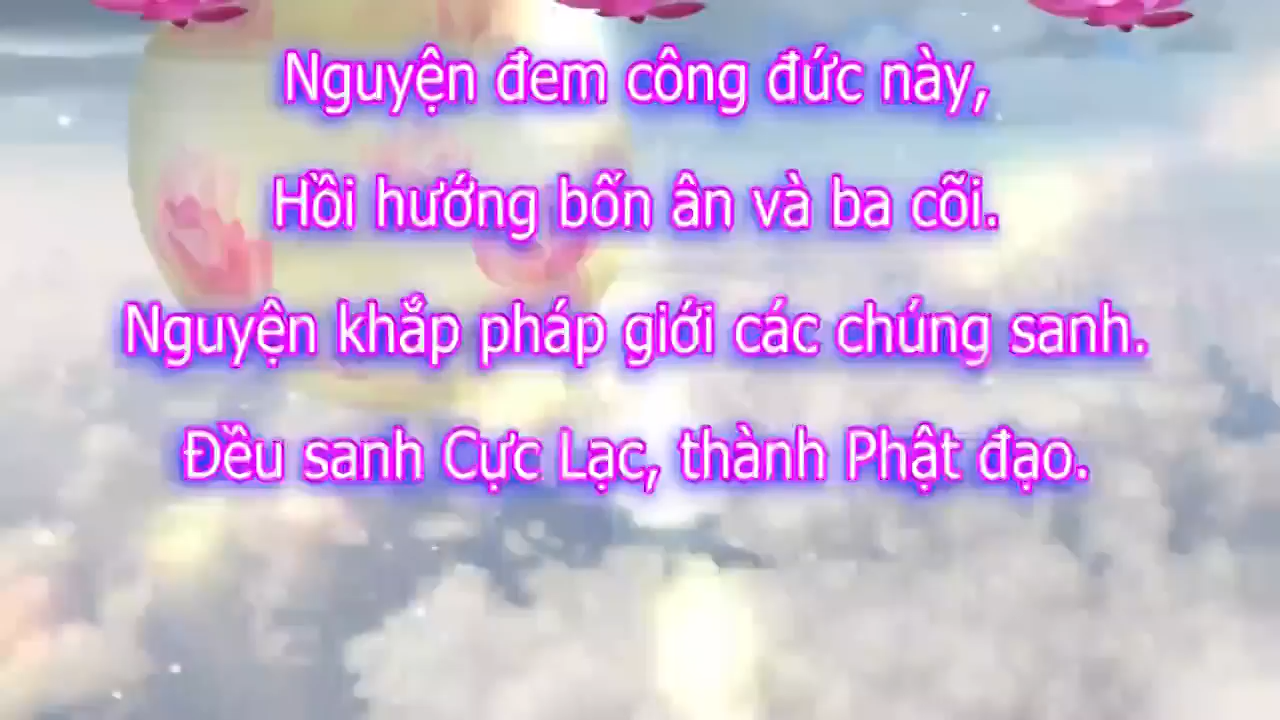 Nguyện đem công đức này,
Hồi hướng bốn ân và ba cõi.
Nguyện khắp pháp giới các chúng sanh.
Đều sanh Cực Lạc, thành Phật đạo.